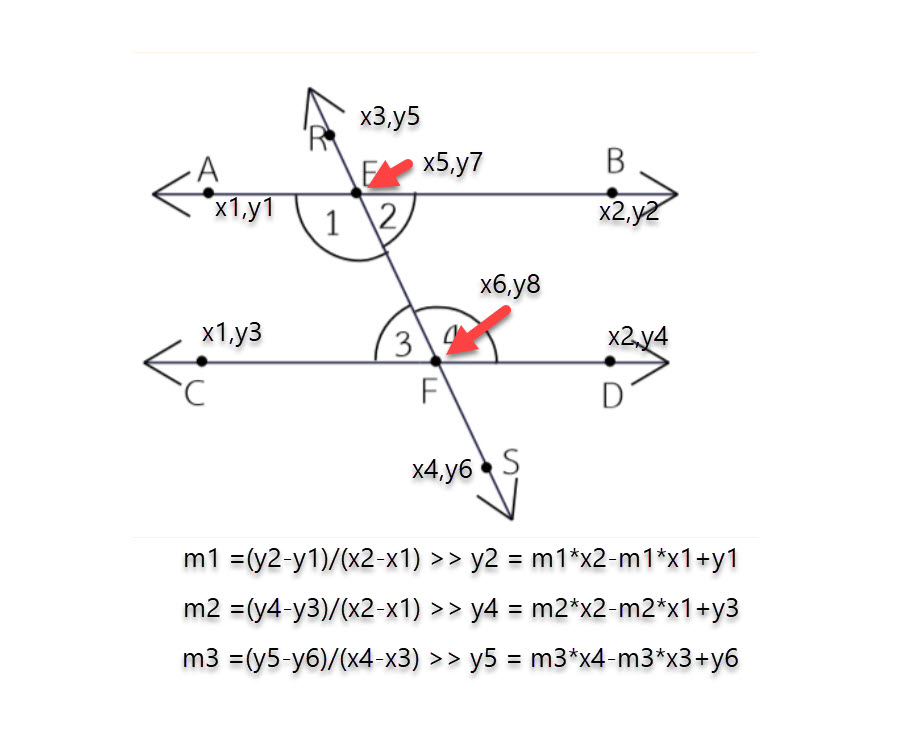 x3,y5
R
E
x5,y7
A
B
x1,y1
x2,y2
1
2
x6,y8
x1,y3
x2,y4
3
4
C
F
D
x4,y6
S
m1 =(y2-y1)/(x2-x1) >> y2 = m1*x2-m1*x1+y1
m2 =(y4-y3)/(x2-x1) >> y4 = m2*x2-m2*x1+y3
m3 =(y5-y6)/(x4-x3) >> y5 = m3*x4-m3*x3+y6